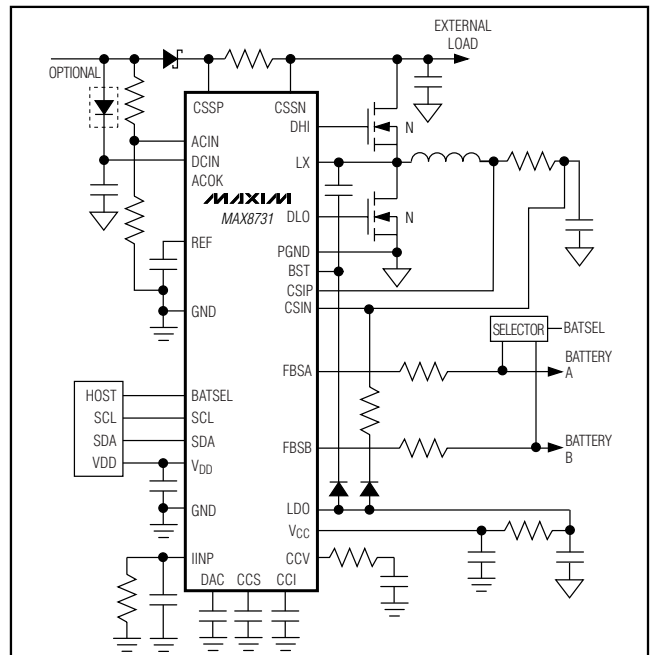 EXTERNAL
LOAD
OPTIONAL
CSSP
CSSN
DHI
N
ACIN
DCIN
LX
ACOK
MAXIM
MAX8731
DLO
N
REF
PGND
BST
CSIP
CSIN
GND
SELECTOR
BATSEL
FBSA
BATTERY
A
HOST
BATSEL
SCL
SCL
SDA
SDA
FBSB
BATTERY
B
VDD
VDD
GND
LDO
VCC
IINP
CCV
DAC CCS CCI